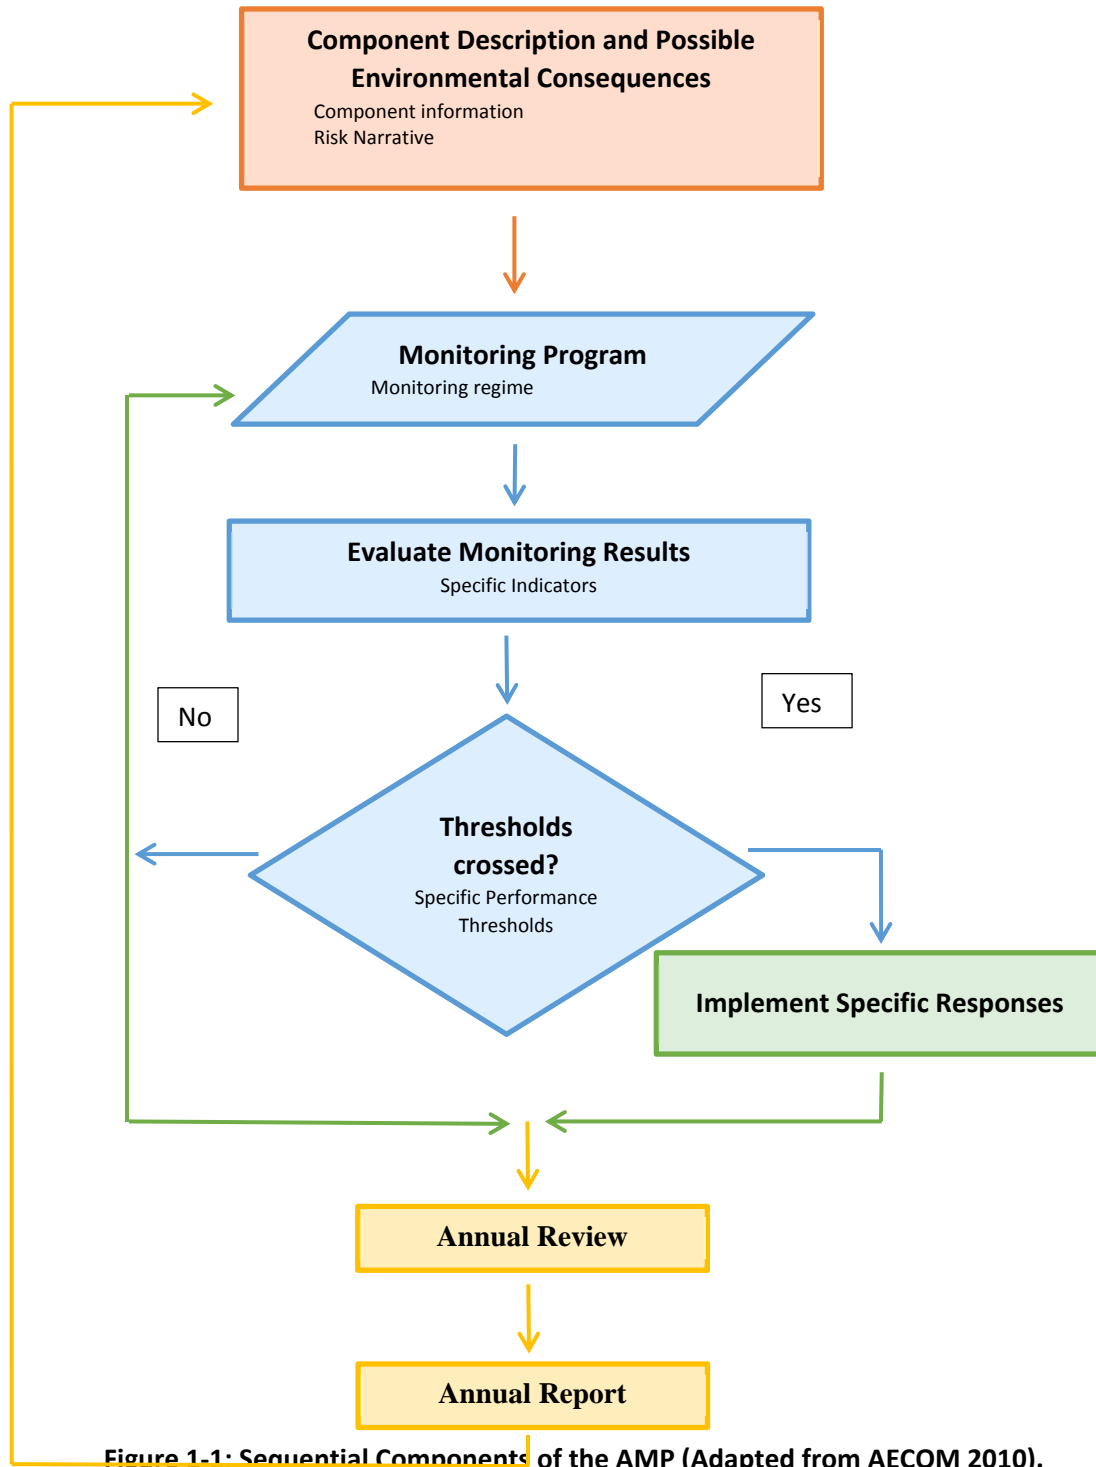 Component Description and Possible
Environmental Consequences
Component information
Risk Narrative
Monitoring Program
Monitoring regime
Evaluate Monitoring Results
Specific Indicators
No
Yes
Thresholds
crossed?
Specific Performance
Thresholds
Implement Specific Responses
Annual Review
Annual Report
Figure 1-1: Sequential Components of the AMP (Adapted from AECOM 2010).